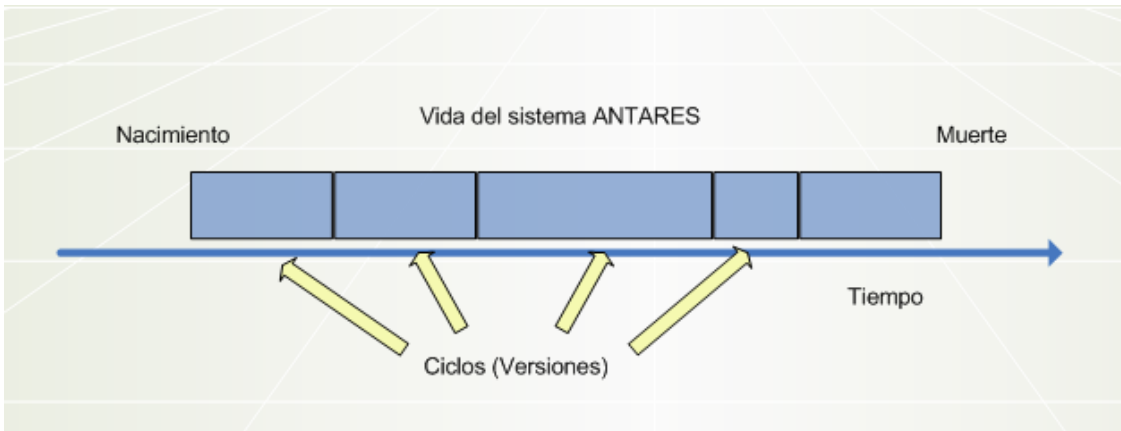 Vida del sistema ANTARES
Nacimiento
Muerte
Tiempo
Ciclos (Versiones)